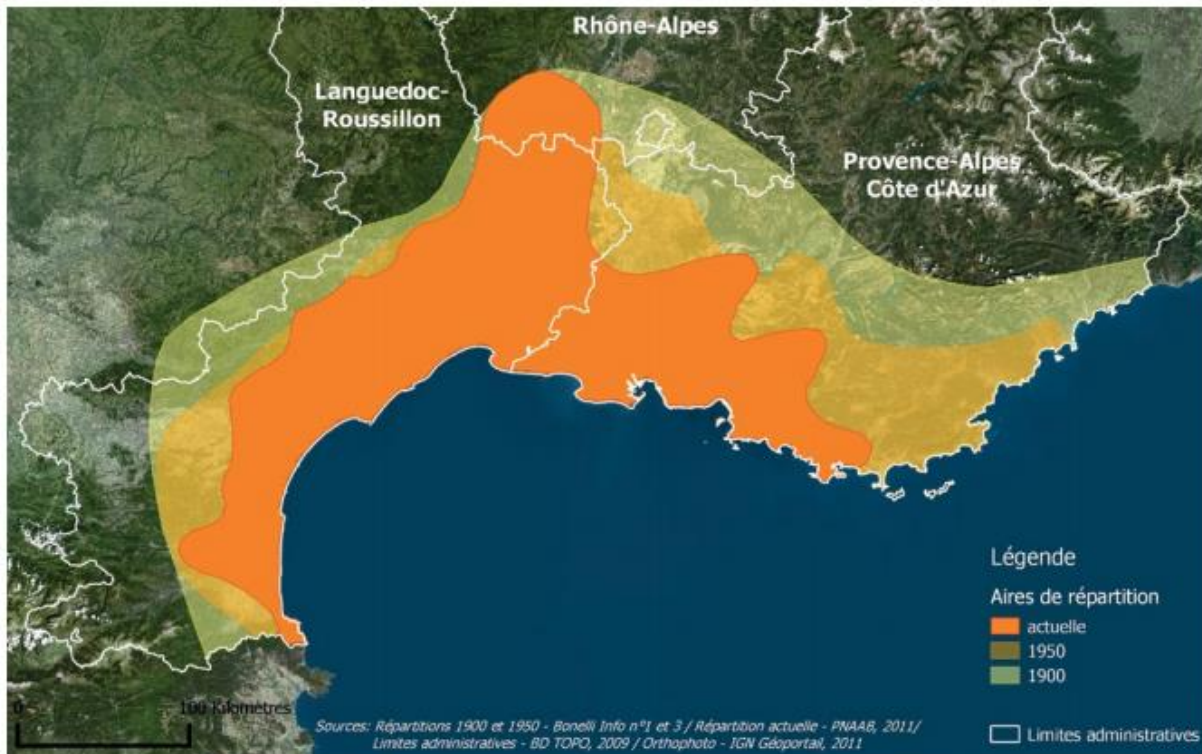 Rhône-Alpes
Languedoc-
Roussillon
Provence-Alpes
Côte d'Azur
Légende
Aires de répartition
actuelle
1950
1900
Limites administratives
0
100 Kilomètres
Sources: Répartitions 1900 et 1950 - Bonelli Info n°1 et 3 / Répartition actuelle - PNAAB, 2011/
Limites administratives - BD TOPO, 2009 / Orthophoto - IGN Géoportail, 2011